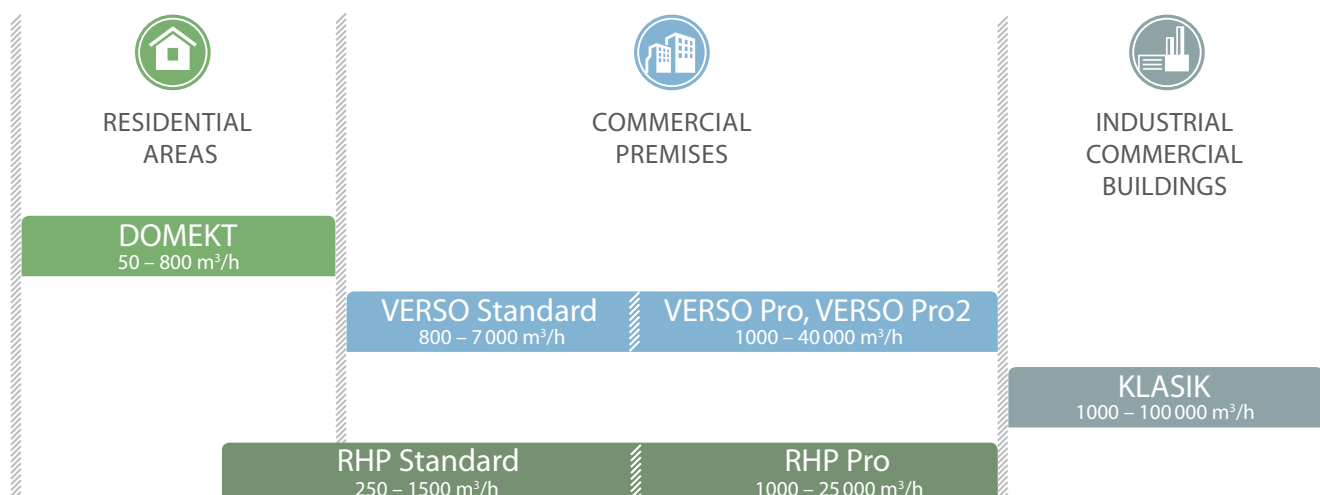 RESIDENTIAL
AREAS
COMMERCIAL
PREMISES
INDUSTRIAL
COMMERCIAL
BUILDINGS
DOMEKT
50 – 800 m³/h
VERSO Standard
800 – 7 000 m³/h
VERSO Pro, VERSO Pro2
1000 – 40 000 m³/h
KLASIK
1000 – 100 000 m³/h
RHP Standard
250 – 1500 m³/h
RHP Pro
1000 – 25 000 m³/h